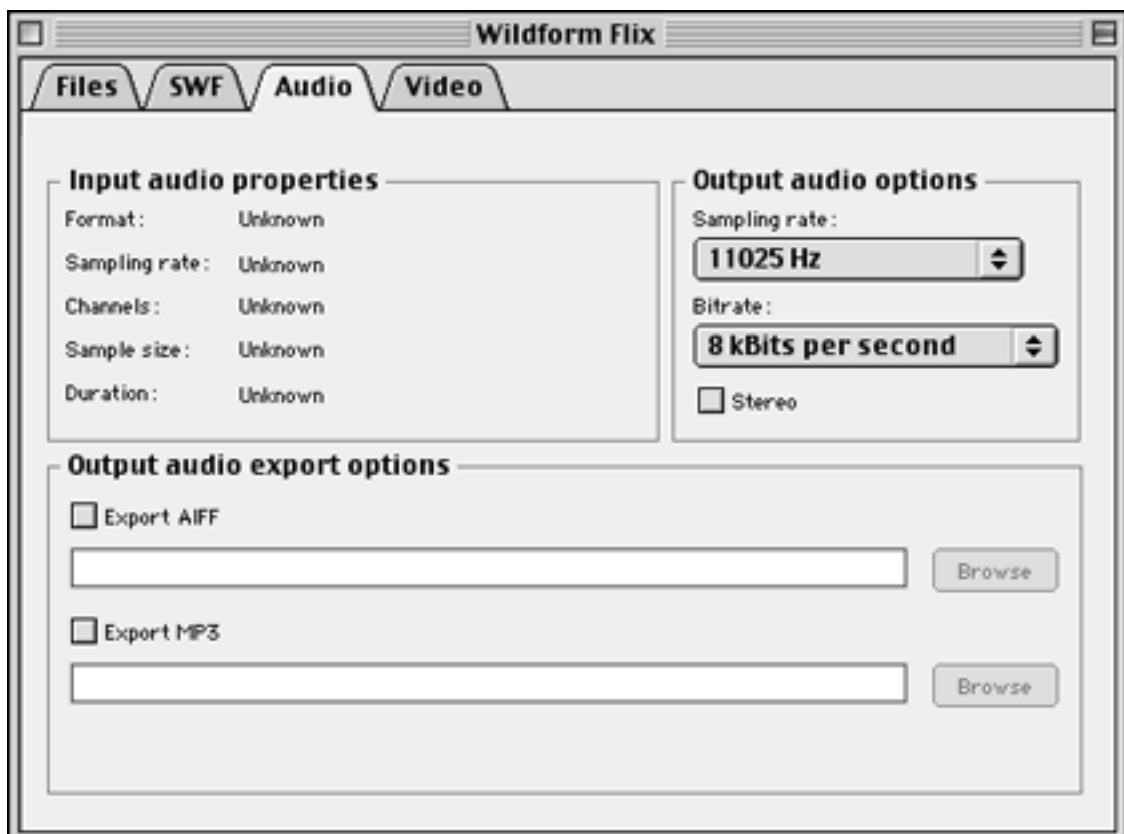 Wildform Flix
Files SWF Audio Video
Input audio properties
Format: Unknown
Sampling rate: Unknown
Channels: Unknown
Sample size: Unknown
Duration: Unknown
Output audio options
Sampling rate:
11025 Hz
Bitrate:
8 kBits per second
Stereo
Output audio export options
Export AIFF
Browse
Export MP3
Browse